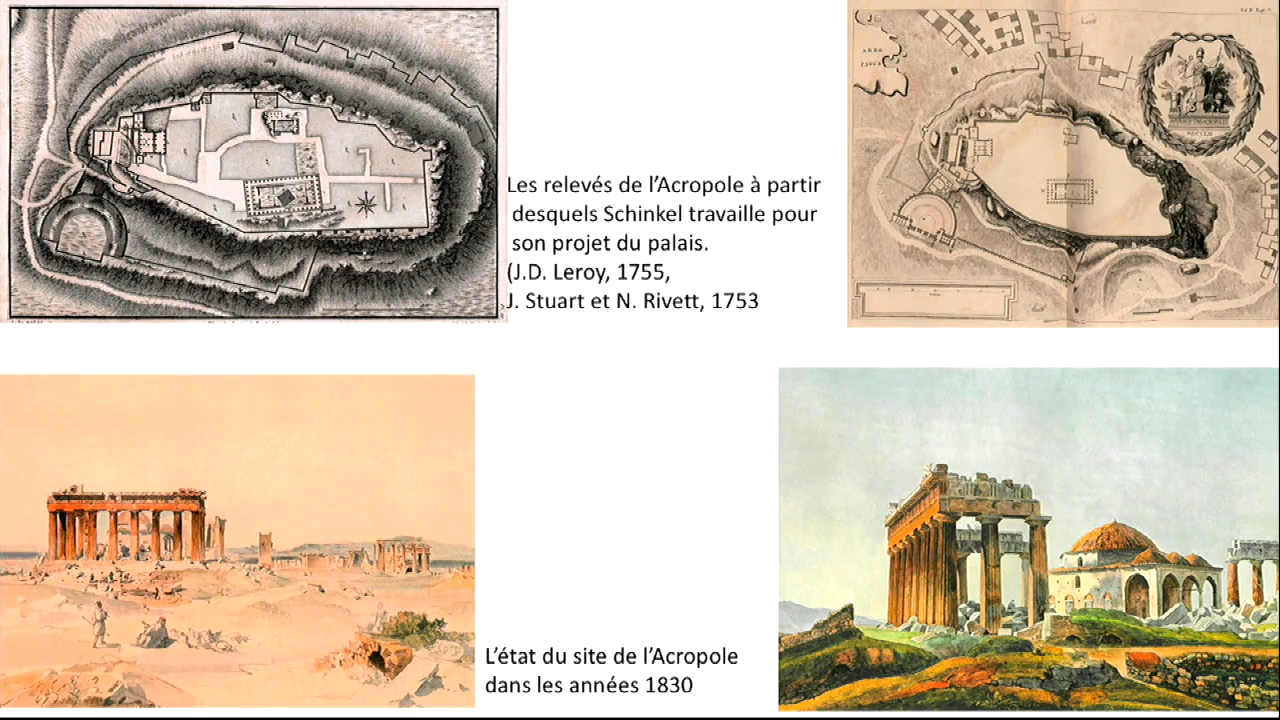 Les relevés de l'Acropole à partir
desquels Schinkel travaille pour
son projet du palais.
(J.D. Leroy, 1755,
J. Stuart et N. Rivett, 1753
L'état du site de l'Acropole
dans les années 1830